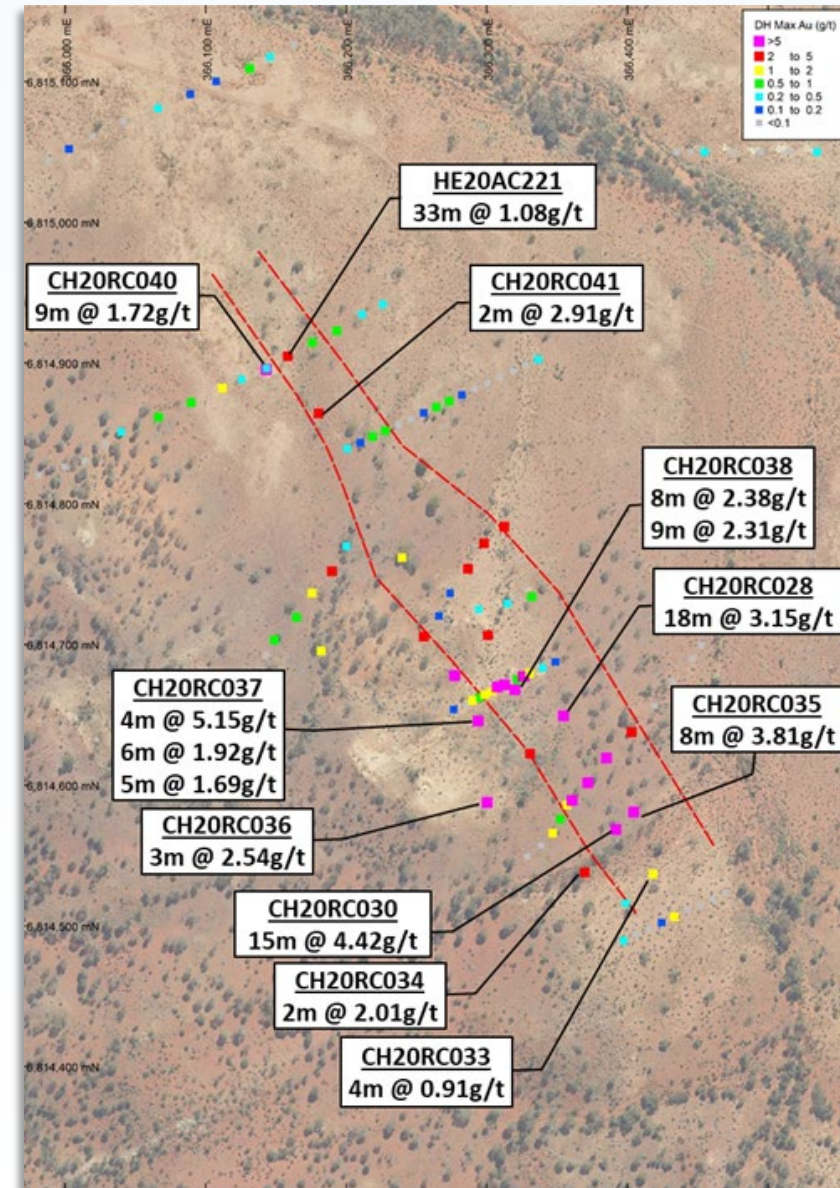 366,000 mE
366,100 mE
366,200 mE
366,300 mE
366,400 mE
DH Max Au (g/t)
>5
2 to 5
1 to 2
0.5 to 1
0.2 to 0.5
0.1 to 0.2
<0.1
6,815,100 mN
HE20AC221
33m @ 1.08g/t
6,815,000 mN
CH20RC040
9m @ 1.72g/t
CH20RC041
2m @ 2.91g/t
6,814,900 mN
CH20RC038
8m @ 2.38g/t
9m @ 2.31g/t
6,814,800 mN
CH20RC028
18m @ 3.15g/t
6,814,700 mN
CH20RC037
4m @ 5.15g/t
6m @ 1.92g/t
5m @ 1.69g/t
CH20RC035
8m @ 3.81g/t
6,814,600 mN
CH20RC036
3m @ 2.54g/t
CH20RC030
15m @ 4.42g/t
6,814,500 mN
CH20RC034
2m @ 2.01g/t
CH20RC033
4m @ 0.91g/t
6,814,400 mN